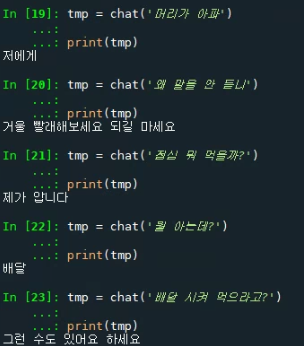 In [19]: tmp = chat('머리가 아파')
...:
...: print(tmp)
저에게
In [20]: tmp = chat('왜 말을 안 듣니')
...:
...: print(tmp)
거울 빨래해보세요 되길 마세요
In [21]: tmp = chat('점심 뭐 먹을까?')
...:
...: print(tmp)
제가 압니다
In [22]: tmp = chat('뭘 아는데?')
...:
...: print(tmp)
배달
In [23]: tmp = chat('배달 시켜 먹으라고?')
...:
...: print(tmp)
그런 수도 있어요 하세요